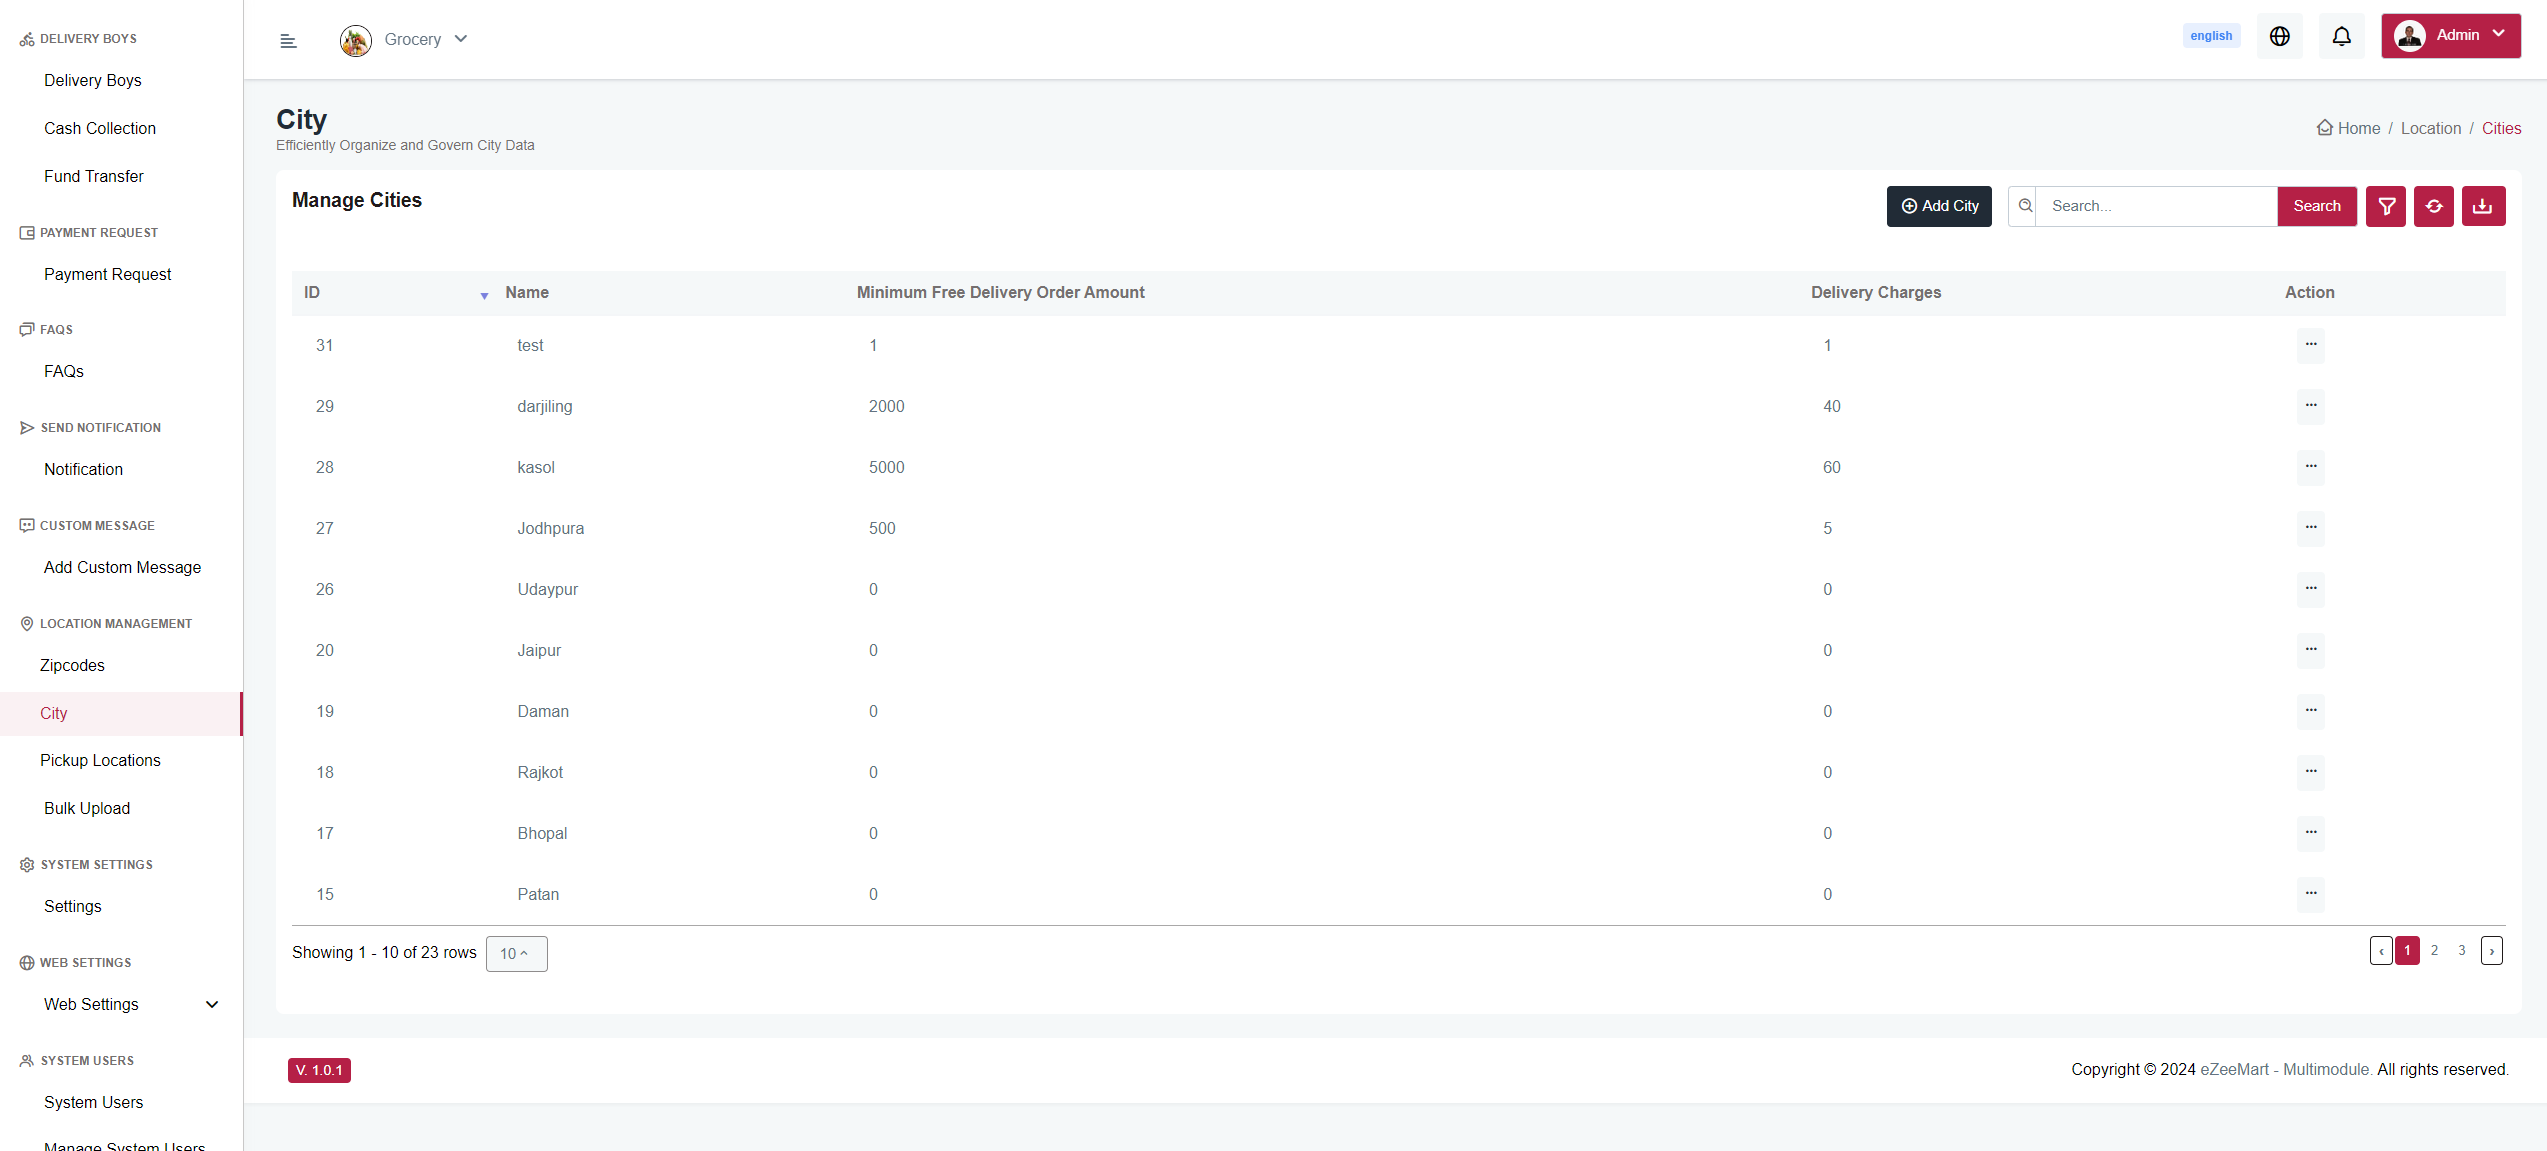 DELIVERY BOYS
Delivery Boys
Cash Collection
Fund Transfer
PAYMENT REQUEST
Payment Request
FAQS
FAQs
SEND NOTIFICATION
Notification
CUSTOM MESSAGE
Add Custom Message
LOCATION MANAGEMENT
Zipcodes
City
Pickup Locations
Bulk Upload
SYSTEM SETTINGS
Settings
WEB SETTINGS
Web Settings
SYSTEM USERS
System Users
Manage System Users
Grocery
english
Admin
City
Efficiently Organize and Govern City Data
Home / Location / Cities
Manage Cities
Add City
Search...
Search
ID Name Minimum Free Delivery Order Amount Delivery Charges Action
31 test 1 1 ...
29 darjiling 2000 40 ...
28 kasol 5000 60 ...
27 Jodhpura 500 5 ...
26 Udaypur 0 0 ...
20 Jaipur 0 0 ...
19 Daman 0 0 ...
18 Rajkot 0 0 ...
17 Bhopal 0 0 ...
15 Patan 0 0 ...
Showing 1 - 10 of 23 rows 10
‹ 1 2 3 ›
V. 1.0.1
Copyright © 2024 eZeeMart - Multimodule. All rights reserved.